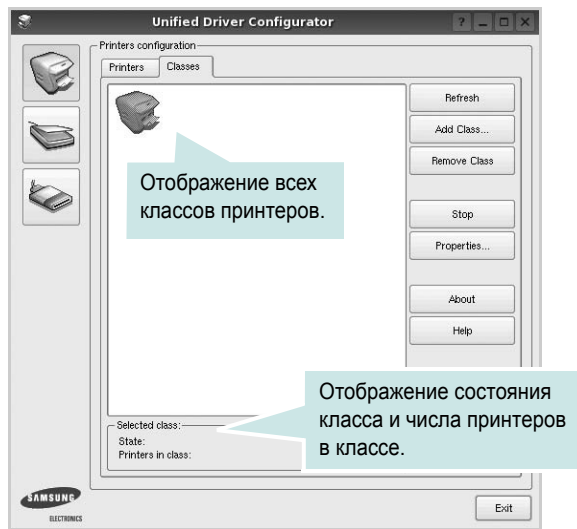 Unified Driver Configurator
Printers configuration
Printers Classes
Refresh
Add Class...
Remove Class
Отображение всех
классов принтеров.
Stop
Properties...
About
Help
Отображение состояния
класса и числа принтеров
в классе.
Selected class:
State:
Printers in class:
SAMSUNG
ELECTRONICS
Exit